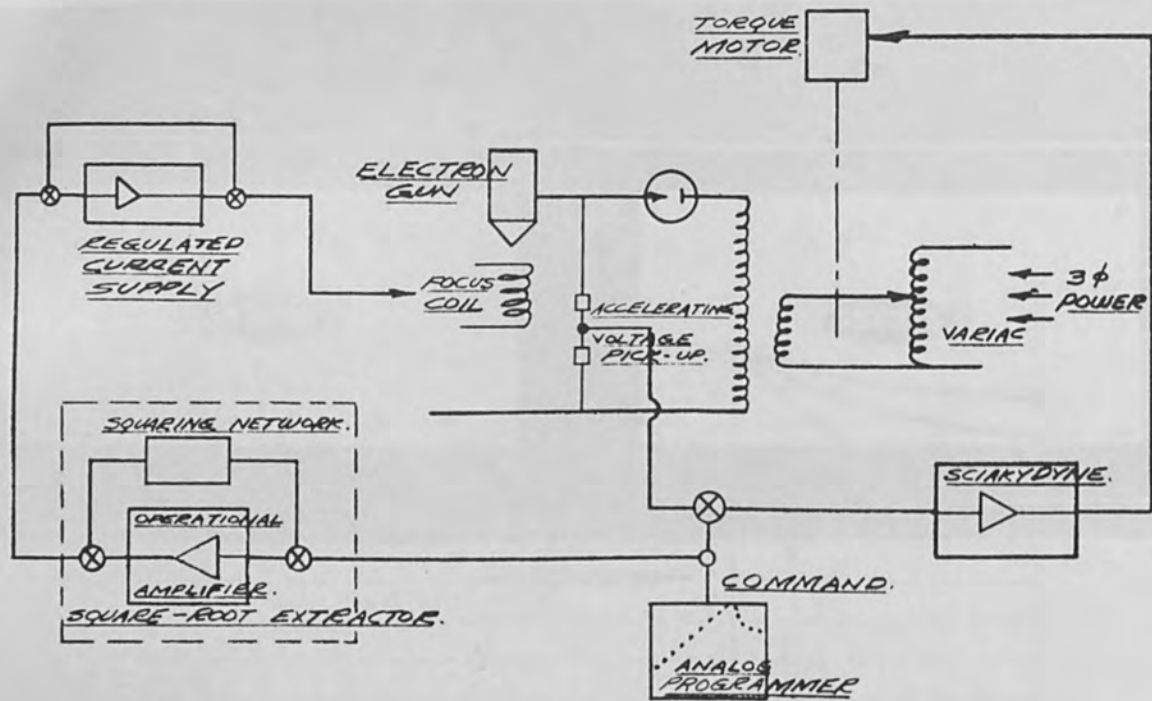 TORQUE
MOTOR.
ELECTRON
GUN
REGULATED
CURRENT
SUPPLY
FOCUS
COIL
ACCELERATING
VOLTAGE
PICK-UP.
3φ
POWER
VARIAC
SQUARING NETWORK.
OPERATIONAL
AMPLIFIER.
SQUARE-ROOT EXTRACTOR.
SCIAKYDYNE.
COMMAND.
ANALOG
PROGRAMMER